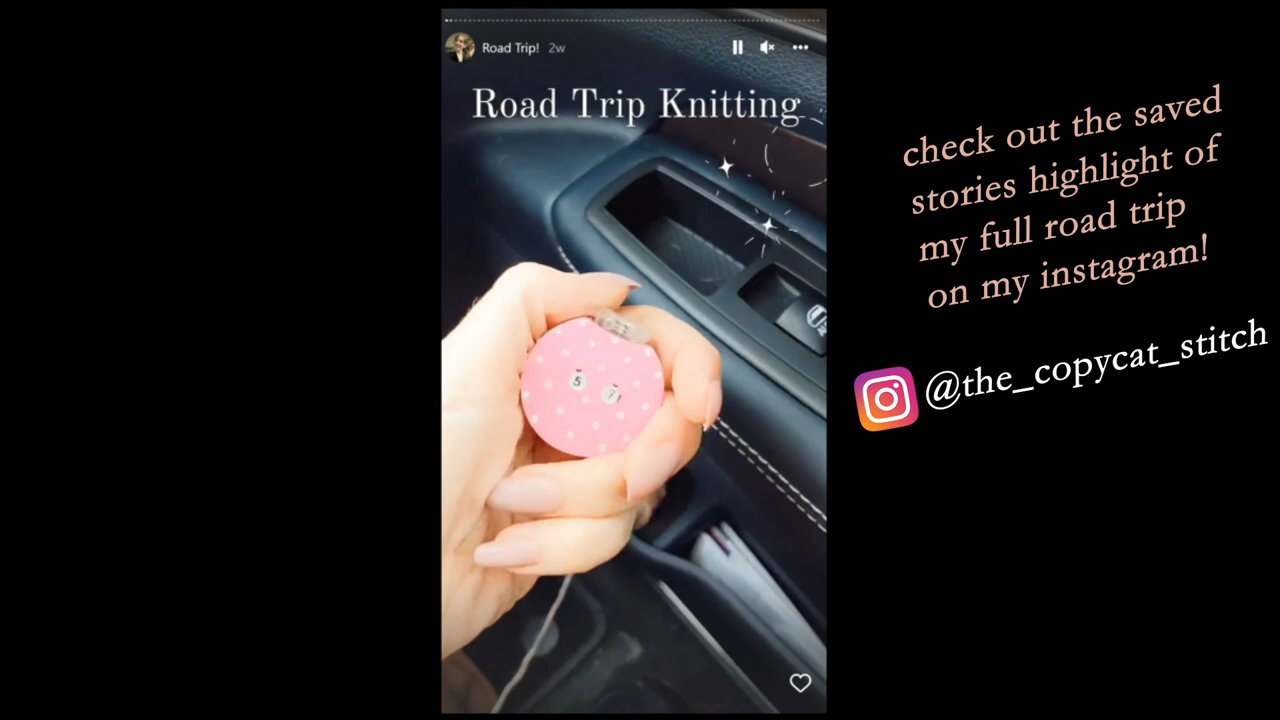 Road Trip! 2w
Road Trip Knitting
5 7
check out the saved
stories highlight of
my full road trip
on my instagram!
@the_copycat_stitch